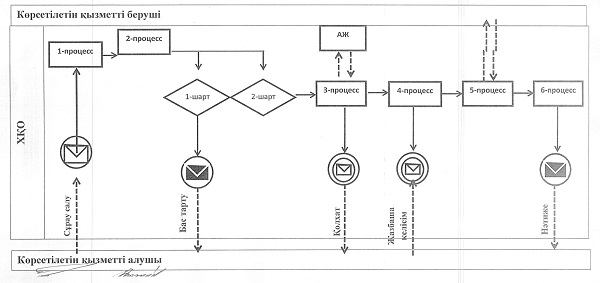 Көрсетілетін қызметті беруші
ХҚО
1-процесс
2-процесс
АЖ
1-шарт
2-шарт
3-процесс
4-процесс
5-процесс
6-процесс
Сұрау салу
Бас тарту
Қолхат
Жазбаша
келісім
Нәтиже
Көрсетілетін қызметті алушы